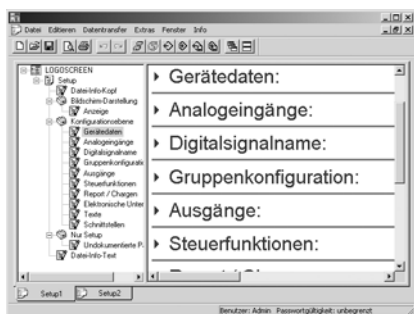 Datei Editieren Datentransfer Extras Fenster Info
LOGOSCREEN
Setup
Datei-Info-Kopf
Bildschirm-Darstellung
Anzeige
Konfigurationsebene
Gerätedaten
Analogeingänge
Digitalsignalname
Gruppenkonfiguratio
Ausgänge
Steuerfunktionen
Report / Chargen
Elektronische Unter
Texte
Schnittstellen
Nur Setup
Undokumentierte P
Datei-Info-Text
Gerätedaten:
Analogeingänge:
Digitalsignalname:
Gruppenkonfiguration:
Ausgänge:
Steuerfunktionen:
Setup1 Setup2
Benutzer: Admin Passwortgültigkeit: unbegrenzt